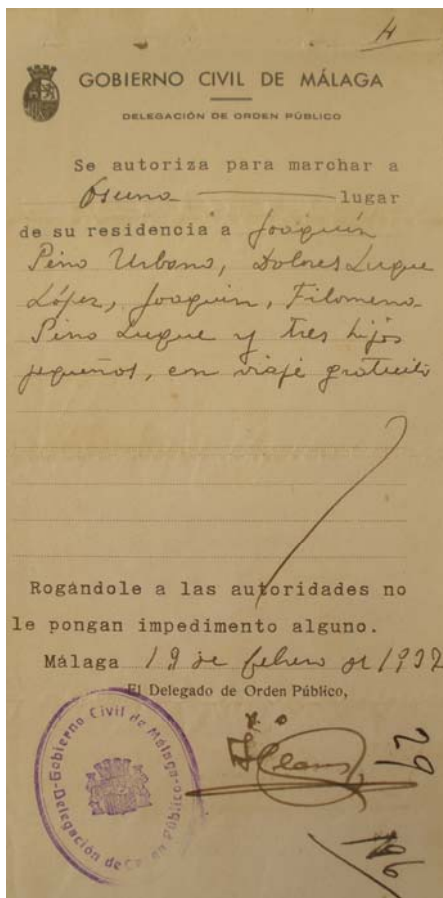 4
GOBIERNO CIVIL DE MÁLAGA
DELEGACIÓN DE ORDEN PÚBLICO
Se autoriza para marchar a
Osuna lugar
de su residencia a Joaquín
Pino Urbano, Dolores Luque
López, Joaquin, Filomena
Pino Luque y tres hijos
pequeños, en viaje gratuito
Rogándole a las autoridades no
le pongan impedimento alguno.
Málaga 19 de febrero de 1937
El Delegado de Orden Público,
Gobierno Civil de Málaga
Delegación de Orden Público
29